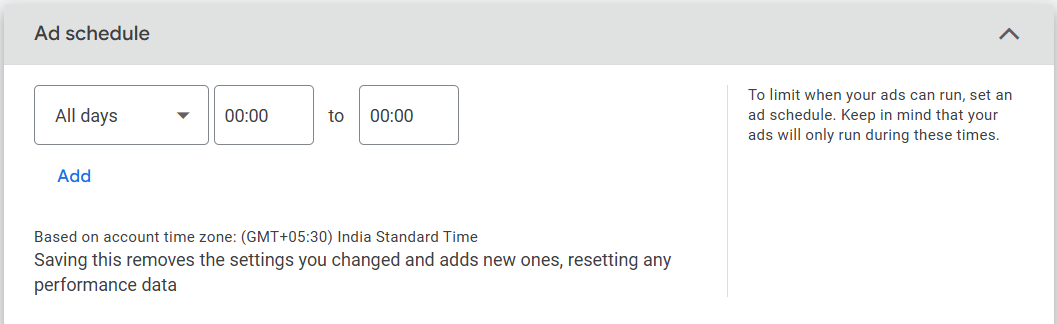 Ad schedule
All days
00:00
to
00:00
To limit when your ads can run, set an
ad schedule. Keep in mind that your
ads will only run during these times.
Add
Based on account time zone: (GMT+05:30) India Standard Time
Saving this removes the settings you changed and adds new ones, resetting any
performance data